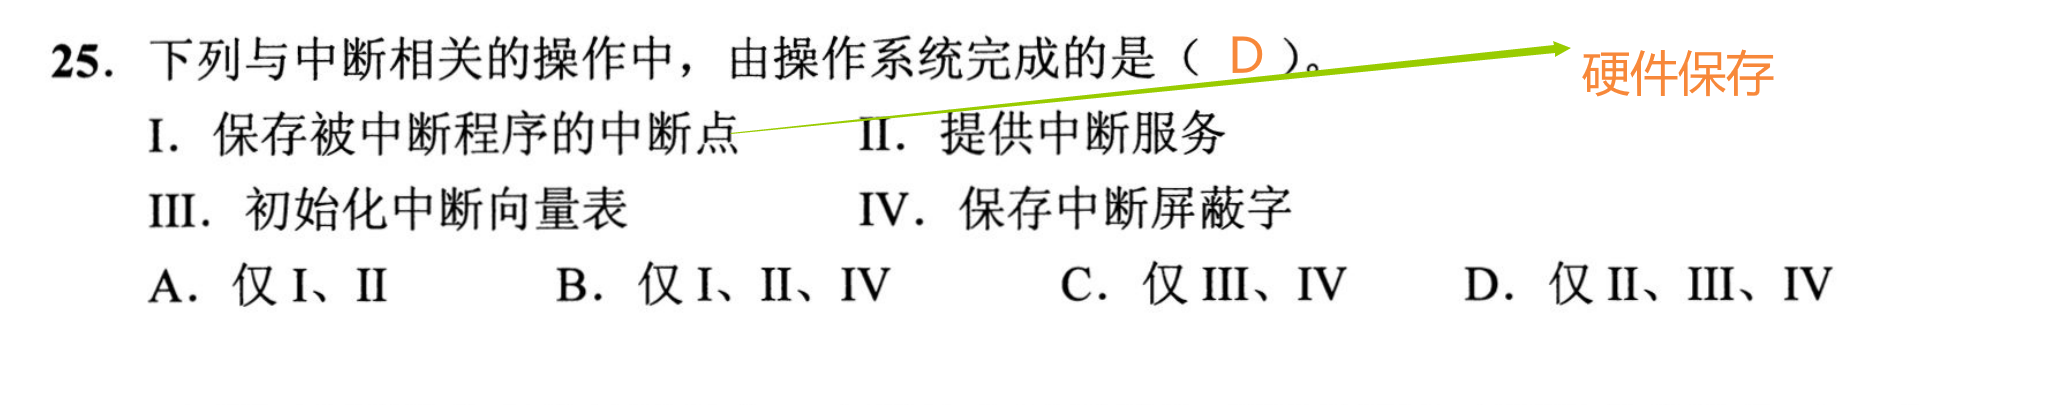 25. 下列与中断相关的操作中，由操作系统完成的是（ D ）。
硬件保存
I. 保存被中断程序的中断点 II. 提供中断服务
III. 初始化中断向量表 IV. 保存中断屏蔽字
A. 仅 I、II B. 仅 I、II、IV C. 仅 III、IV D. 仅 II、III、IV